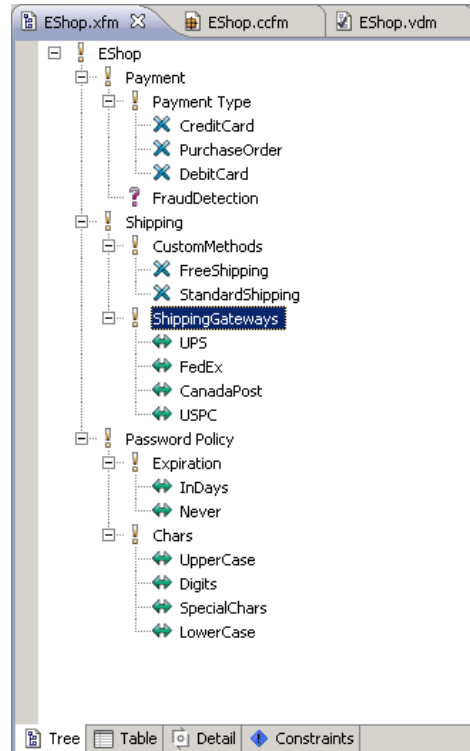 EShop.xfm EShop.ccfm EShop.vdm
EShop
Payment
Payment Type
CreditCard
PurchaseOrder
DebitCard
FraudDetection
Shipping
CustomMethods
FreeShipping
StandardShipping
ShippingGateways
UPS
FedEx
CanadaPost
USPC
Password Policy
Expiration
InDays
Never
Chars
UpperCase
Digits
SpecialChars
LowerCase
Tree Table Detail Constraints